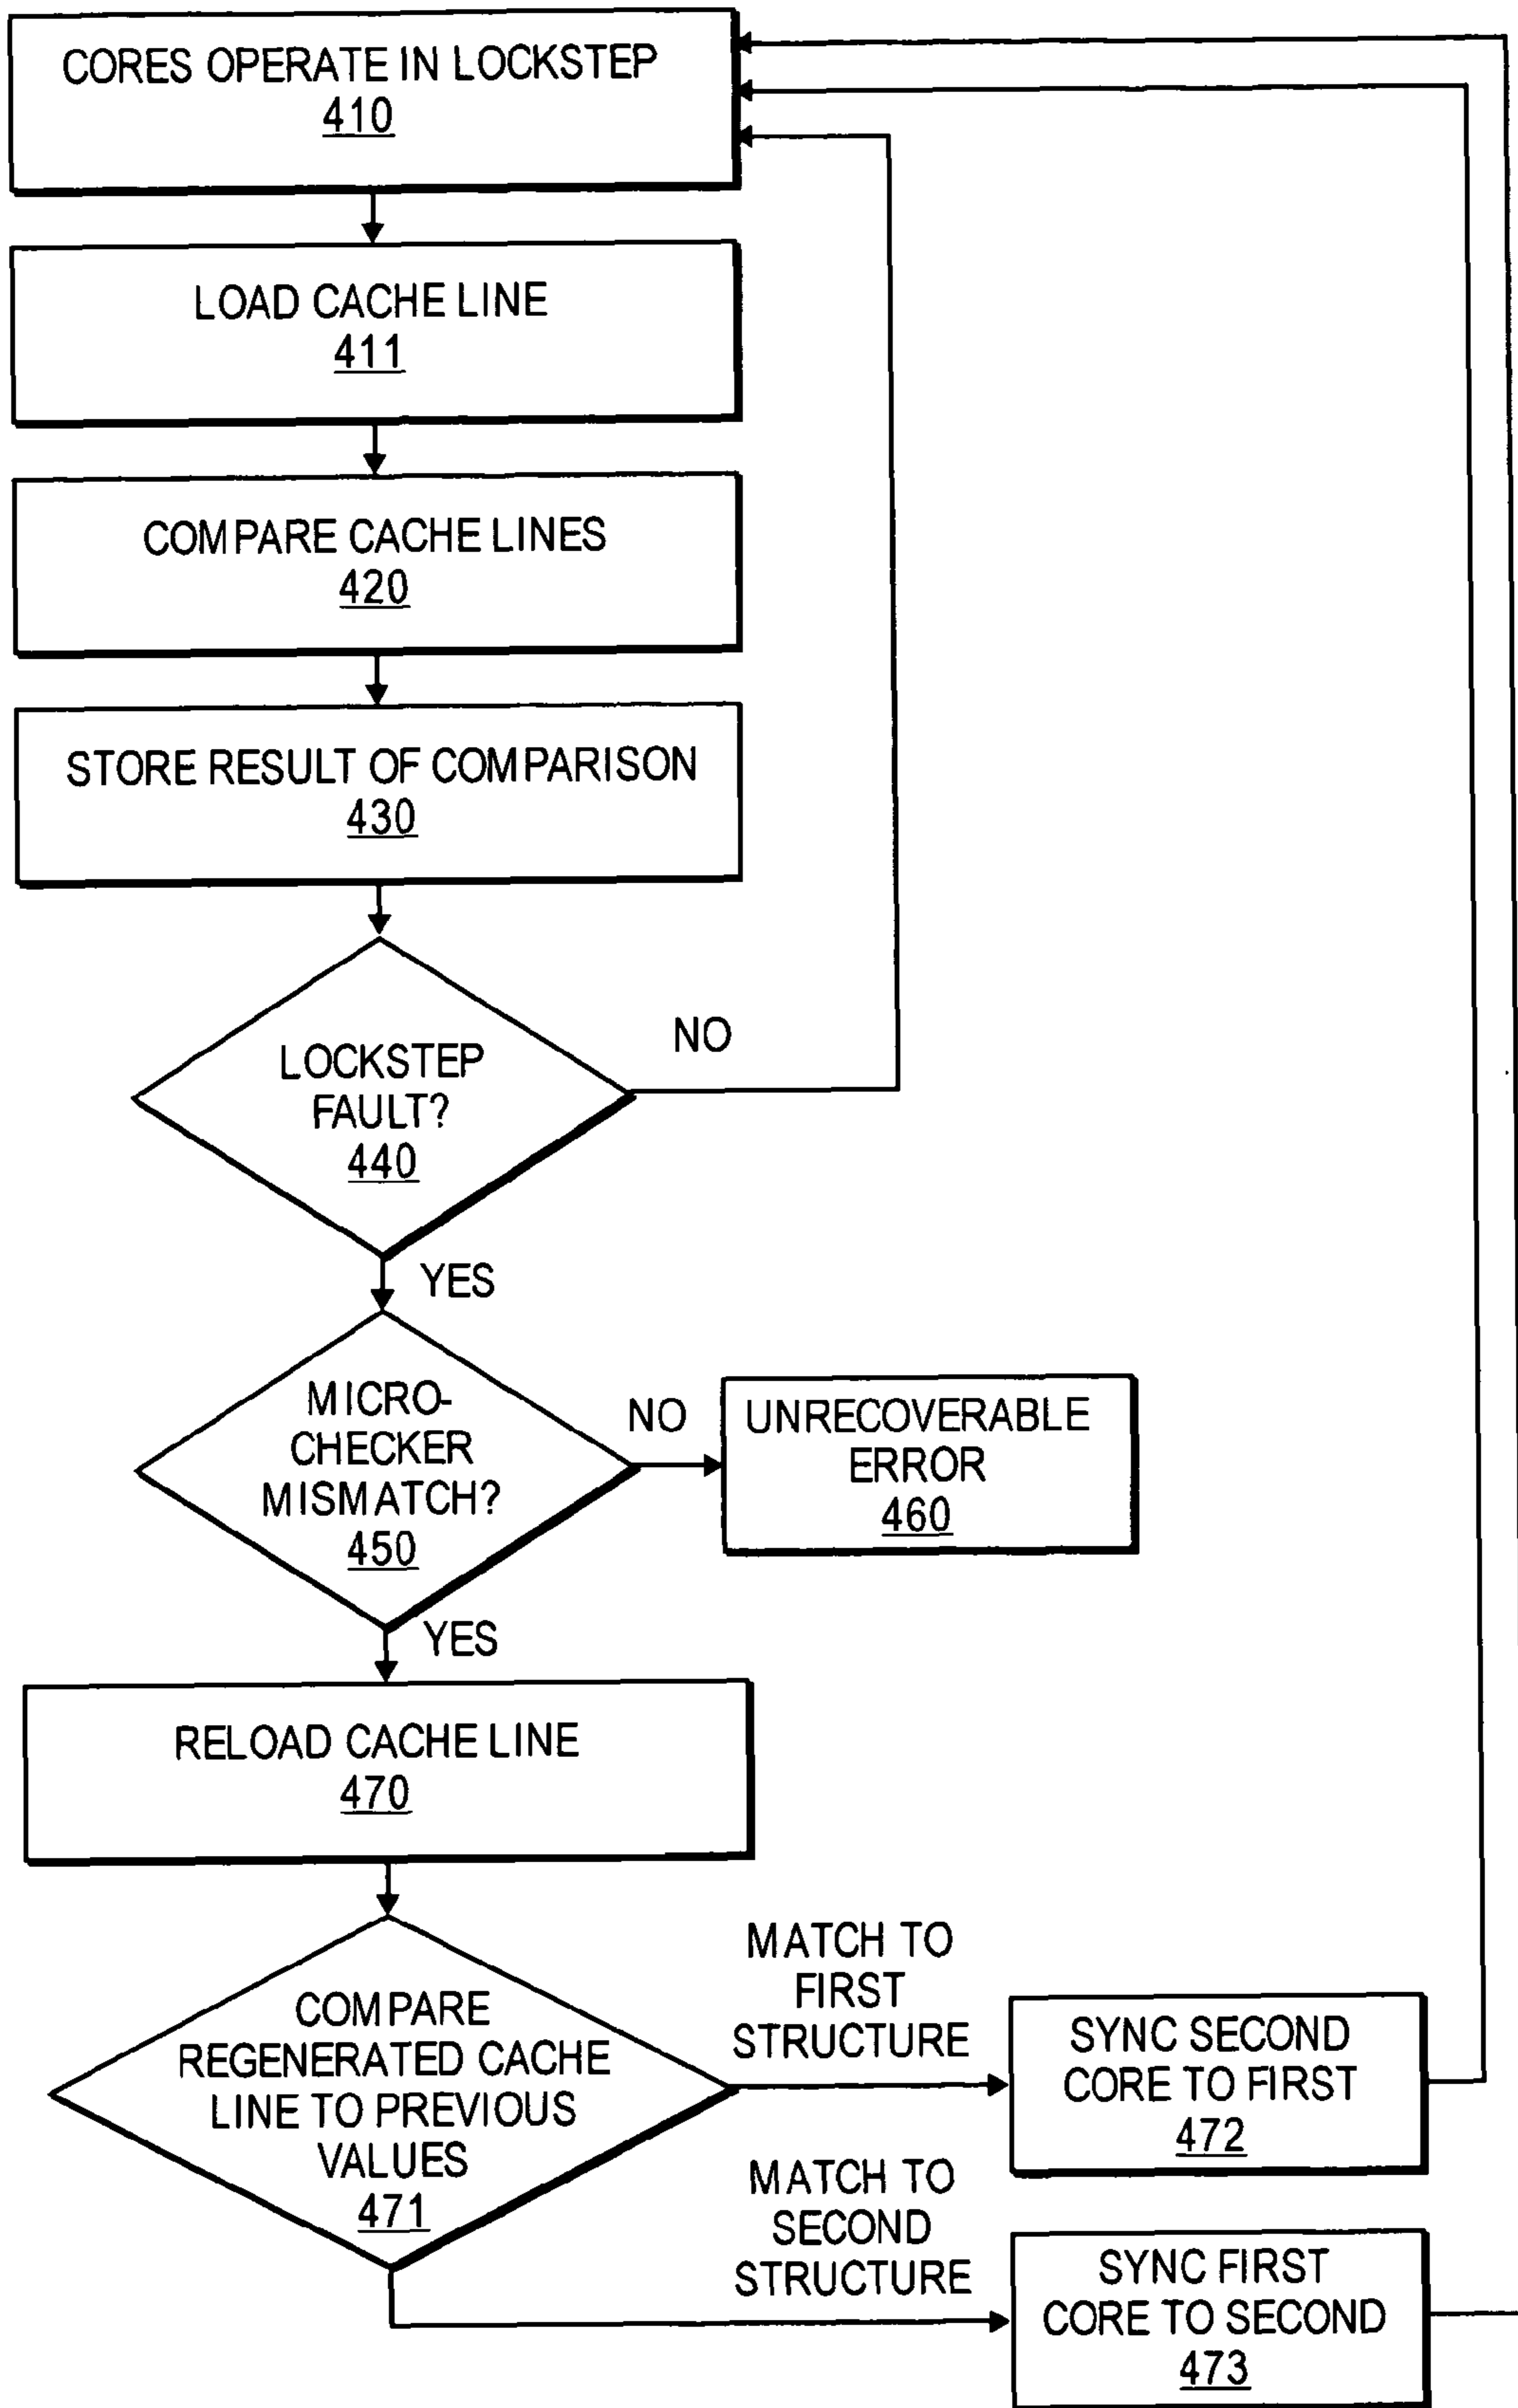 CORES OPERATE IN LOCKSTEP
410
LOAD CACHE LINE
411
COMPARE CACHE LINES
420
STORE RESULT OF COMPARISON
430
LOCKSTEP
FAULT?
440
NO
YES
MICRO-
CHECKER
MISMATCH?
450
NO
UNRECOVERABLE
ERROR
460
YES
RELOAD CACHE LINE
470
COMPARE
REGENERATED CACHE
LINE TO PREVIOUS
VALUES
471
MATCH TO
FIRST
STRUCTURE
SYNC SECOND
CORE TO FIRST
472
MATCH TO
SECOND
STRUCTURE
SYNC FIRST
CORE TO SECOND
473